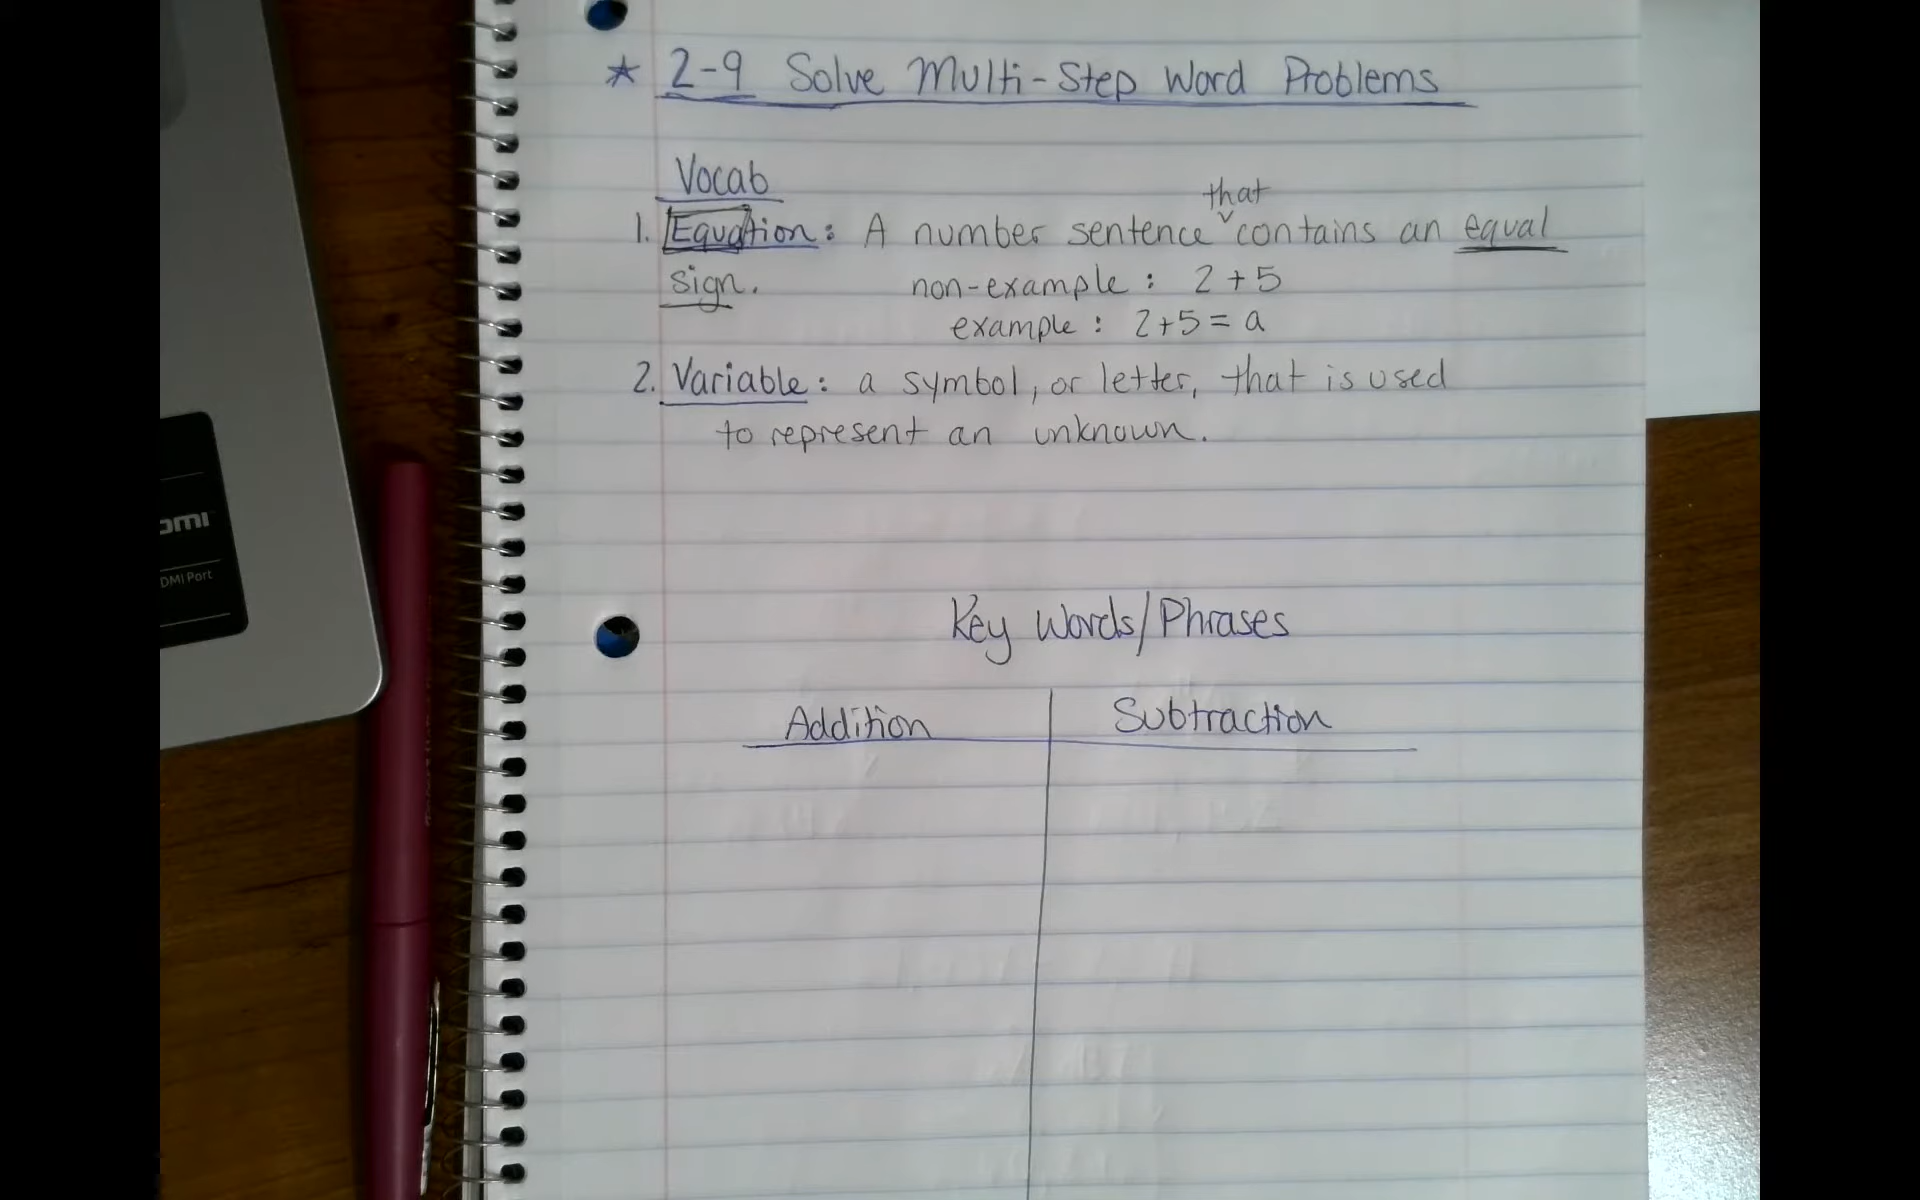 ★ 2-9 Solve Multi-Step Word Problems
Vocab
that
1. Equation: A number sentence ˅ contains an equal
sign. non-example: 2+5
example: 2+5=a
2. Variable: a symbol, or letter, that is used
to represent an unknown.
Key Words/Phrases
Addition Subtraction
DMI Port